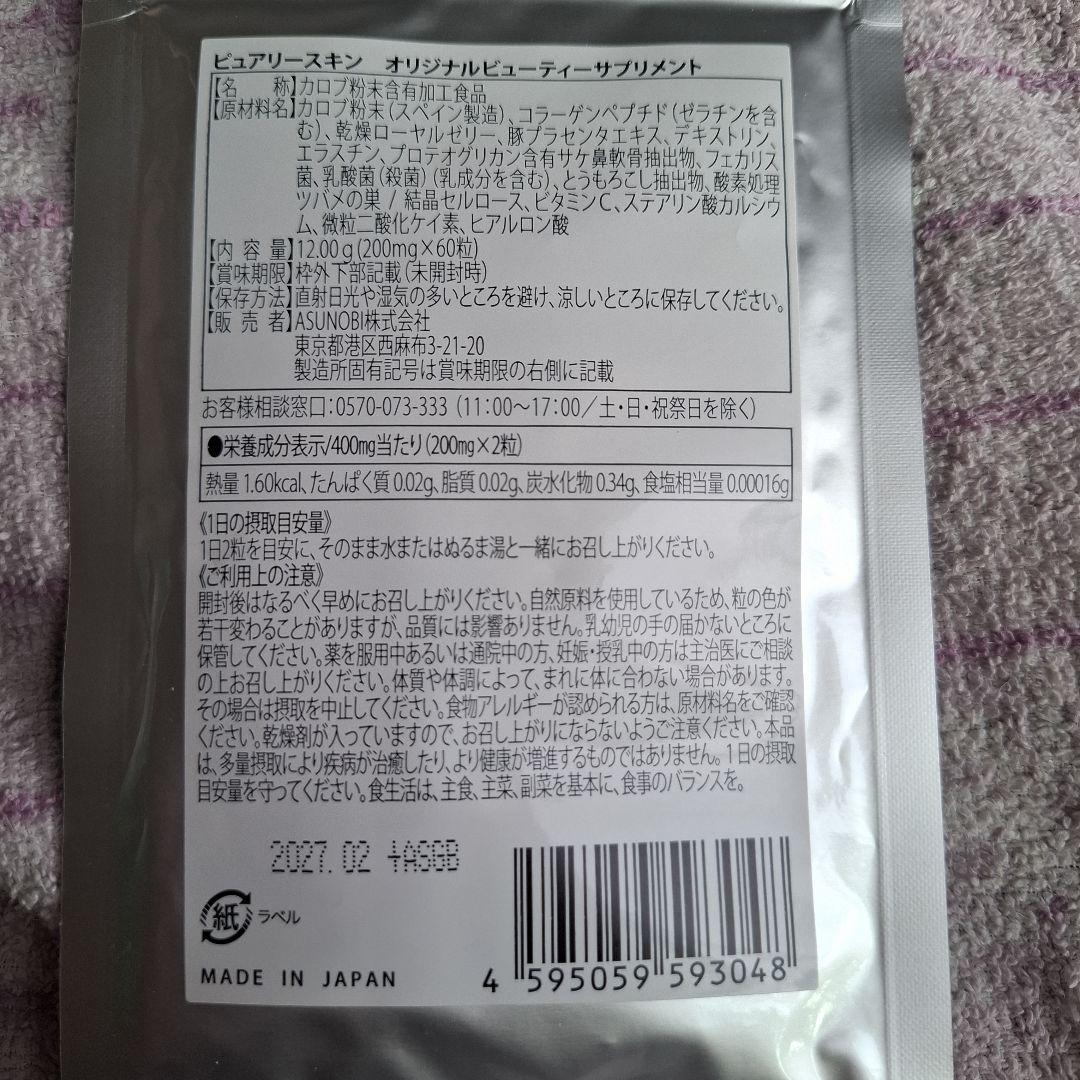 ピュアリースキン オリジナルビューティーサプリメント
【名 称】カロブ粉末含有加工食品
【原材料名】カロブ粉末(スペイン製造)、コラーゲンペプチド(ゼラチンを含
む)、乾燥ローヤルゼリー、豚プラセンタエキス、デキストリン、
エラスチン、プロテオグリカン含有サケ鼻軟骨抽出物、フェカリス
菌、乳酸菌(殺菌)(乳成分を含む)、とうもろこし抽出物、酸素処理
ツバメの巣/結晶セルロース、ビタミンC、ステアリン酸カルシウ
ム、微粒二酸化ケイ素、ヒアルロン酸
【内容量】12.00g(200mg×60粒)
【賞味期限】枠外下部記載(未開封時)
【保存方法】直射日光や湿気の多いところを避け、涼しいところに保存してください。
【販売者】ASUNOBI株式会社
東京都港区西麻布3-21-20
製造所固有記号は賞味期限の右側に記載
お客様相談窓口:0570-073-333(11:00~17:00/土・日・祝祭日を除く)
●栄養成分表示/400mg当たり(200mg×2粒)
熱量1.60kcal、たんぱく質0.02g、脂質0.02g、炭水化物0.34g、食塩相当量0.00016g
《1日の摂取目安量》
1日2粒を目安に、そのまま水またはぬるま湯と一緒にお召し上がりください。
《ご利用上の注意》
開封後はなるべく早めにお召し上がりください。自然原料を使用しているため、粒の色が
若干変わることがありますが、品質には影響ありません。乳幼児の手の届かないところに
保管してください。薬を服用中あるいは通院中の方、妊娠・授乳中の方は主治医にご相談
の上お召し上がりください。体質や体調によって、まれに体に合わない場合があります。
その場合は摂取を中止してください。食物アレルギーが認められる方は、原材料名をご確認
ください。乾燥剤が入っていますので、お召し上がりにならないようご注意ください。本品
は、多量摂取により疾病が治癒したり、より健康が増進するものではありません。1日の摂取
目安量を守ってください。食生活は、主食、主菜、副菜を基本に、食事のバランスを。
2027.02 +ASGB
紙 ラベル
MADE IN JAPAN
4 595059 593048